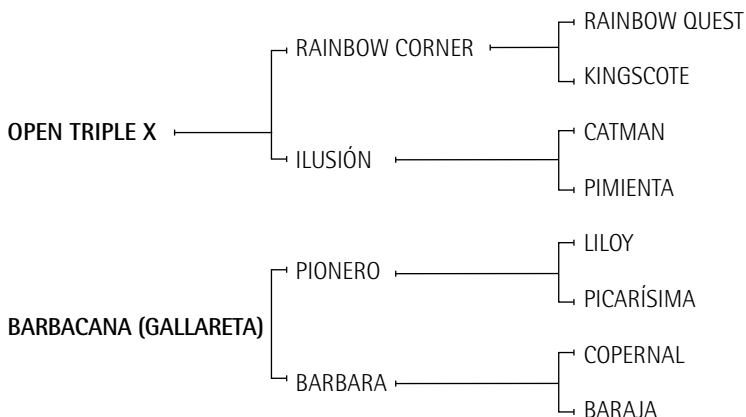 RAINBOW QUEST
RAINBOW CORNER
KINGSCOTE
OPEN TRIPLE X
CATMAN
ILUSIÓN
PIMIENTA
LILOY
PIONERO
PICARÍSIMA
BARBACANA (GALLARETA)
COPERNAL
BARBARA
BARAJA